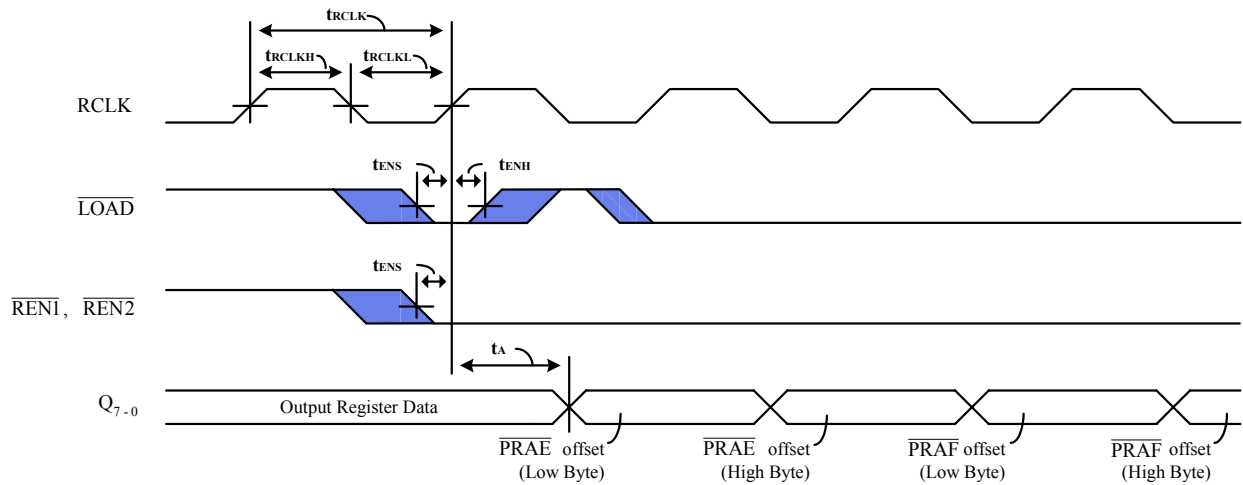 tRCLK
tRCLKH
tRCLKL
RCLK
tENS
tENH
LOAD
tENS
REN1, REN2
tA
Q7-0
Output Register Data
PRAE offset
(Low Byte)
PRAE offset
(High Byte)
PRAF offset
(Low Byte)
PRAF offset
(High Byte)